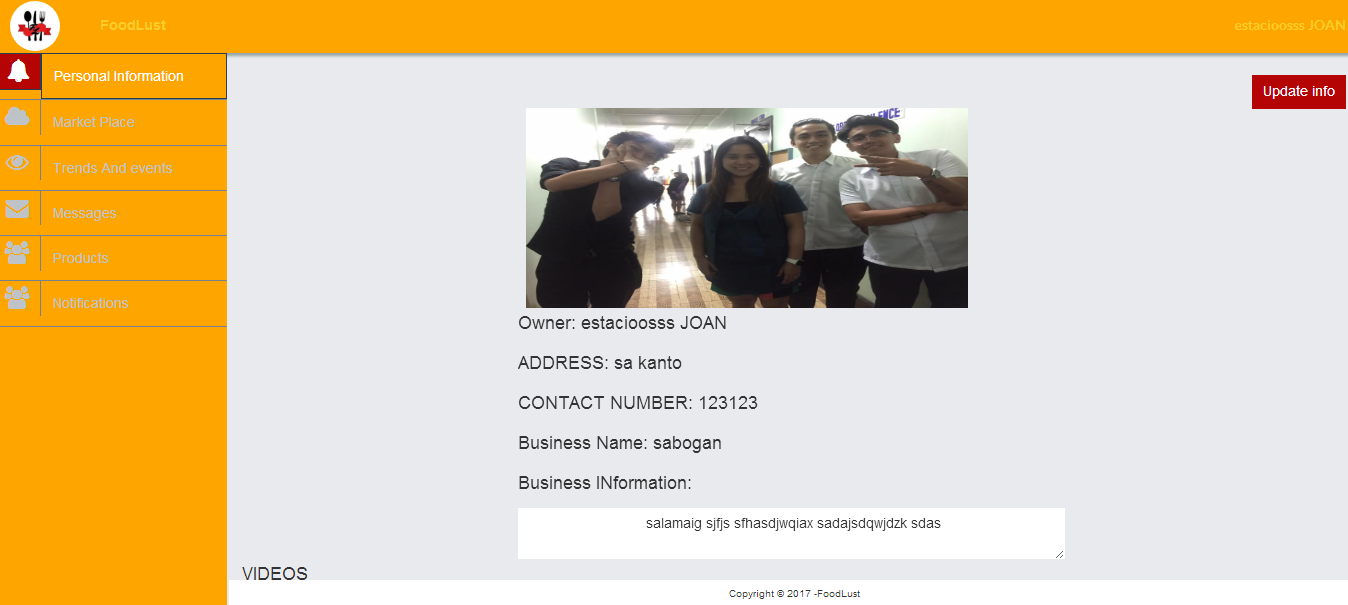 FoodLust
estacioosss JOAN
Personal Information
Update info
Market Place
Trends And events
Messages
Products
Notifications
Owner: estacioosss JOAN
ADDRESS: sa kanto
CONTACT NUMBER: 123123
Business Name: sabogan
Business INformation:
salamaig sjfjs sfhasdjwqiax sadajsdqwjdzk sdas
VIDEOS
Copyright © 2017 -FoodLust